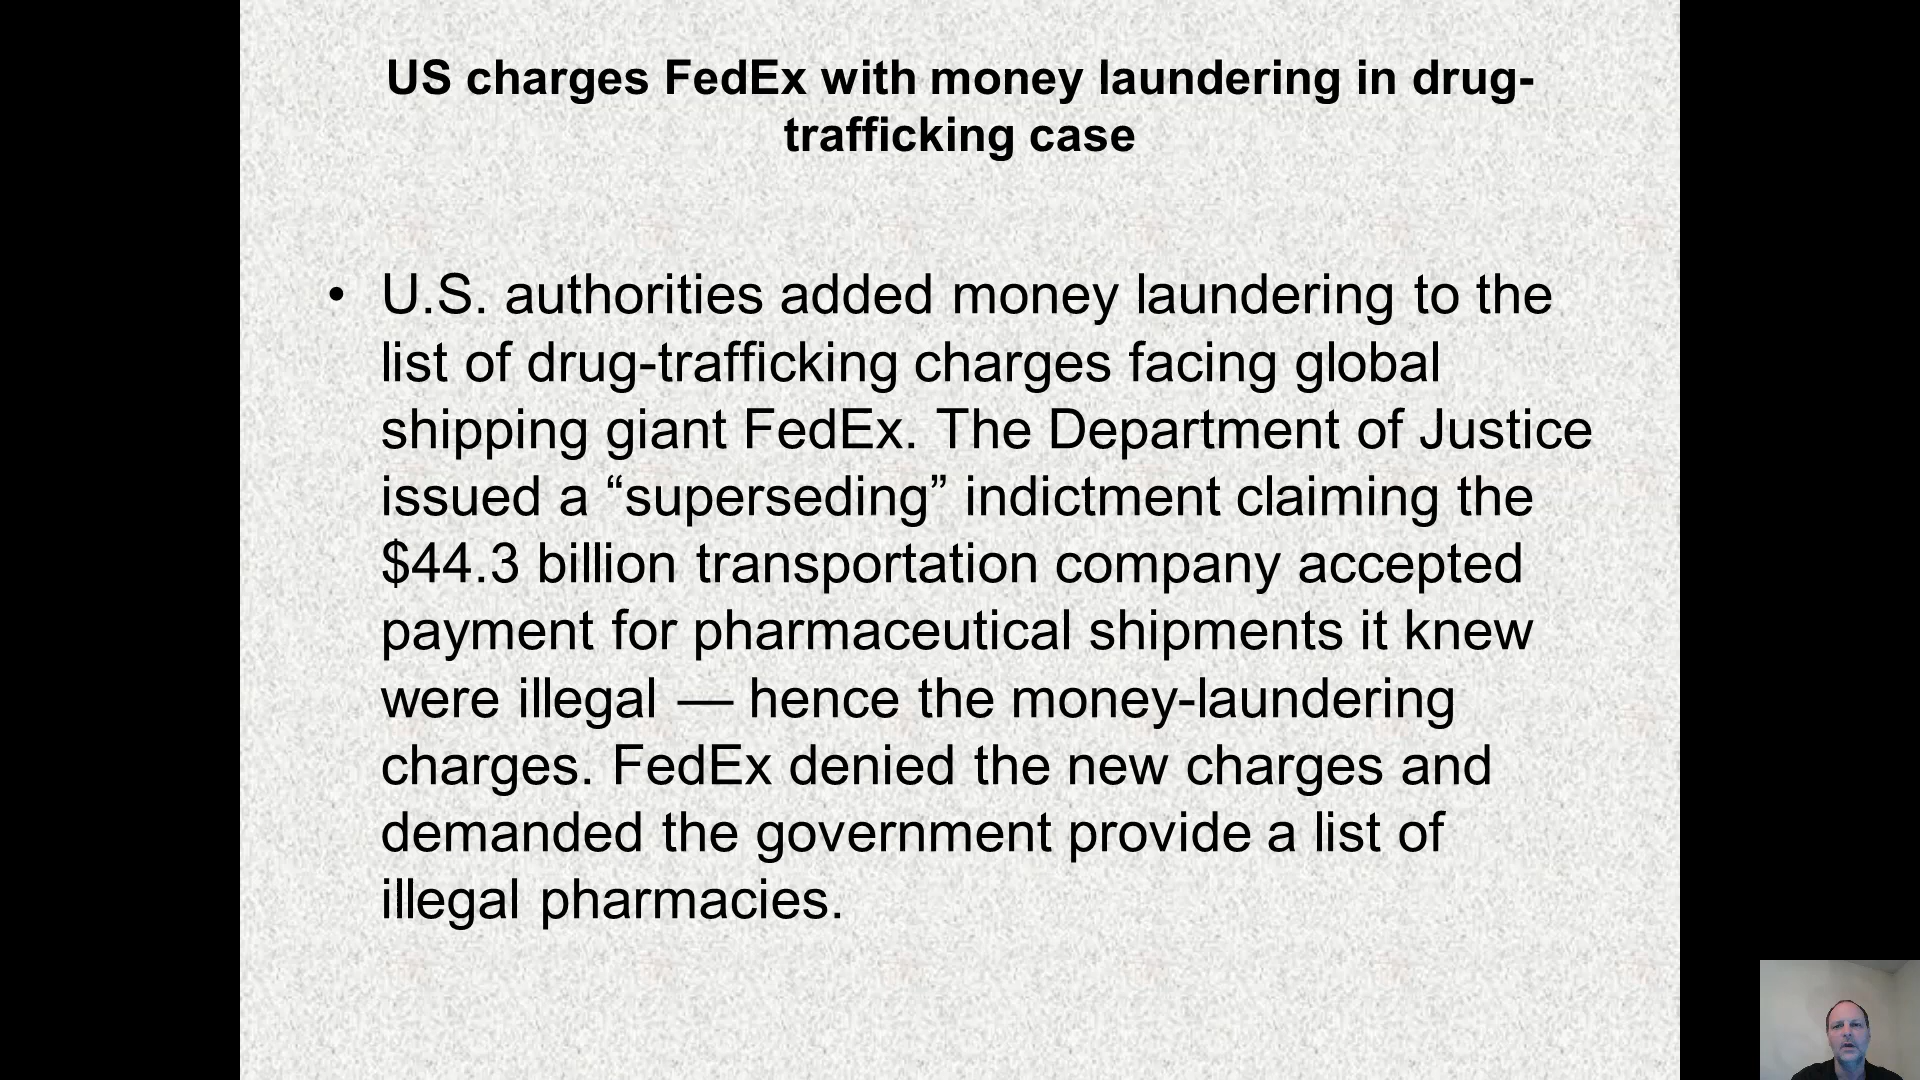 US charges FedEx with money laundering in drug-
trafficking case
• U.S. authorities added money laundering to the
list of drug-trafficking charges facing global
shipping giant FedEx. The Department of Justice
issued a “superseding” indictment claiming the
$44.3 billion transportation company accepted
payment for pharmaceutical shipments it knew
were illegal — hence the money-laundering
charges. FedEx denied the new charges and
demanded the government provide a list of
illegal pharmacies.